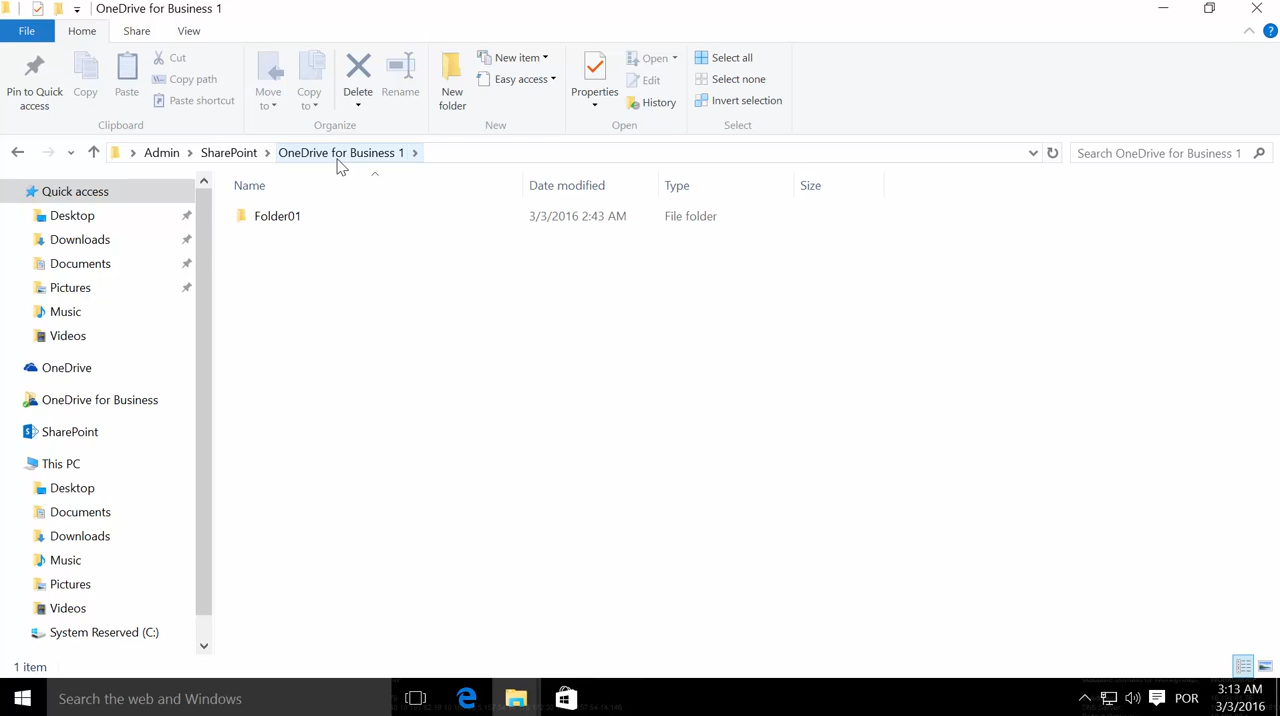 OneDrive for Business 1
File Home Share View
Pin to Quick access
Copy
Paste
Cut
Copy path
Paste shortcut
Clipboard
Move to
Copy to
Delete
Rename
Organize
New folder
New item
Easy access
New
Properties
Open
Edit
History
Open
Select all
Select none
Invert selection
Select
Admin SharePoint OneDrive for Business 1
Search OneDrive for Business 1
Quick access
Desktop
Downloads
Documents
Pictures
Music
Videos
OneDrive
OneDrive for Business
SharePoint
This PC
Desktop
Documents
Downloads
Music
Pictures
Videos
System Reserved (C:)
Name Date modified Type Size
Folder01 3/3/2016 2:43 AM File folder
1 item
Search the web and Windows
POR
3:13 AM
3/3/2016